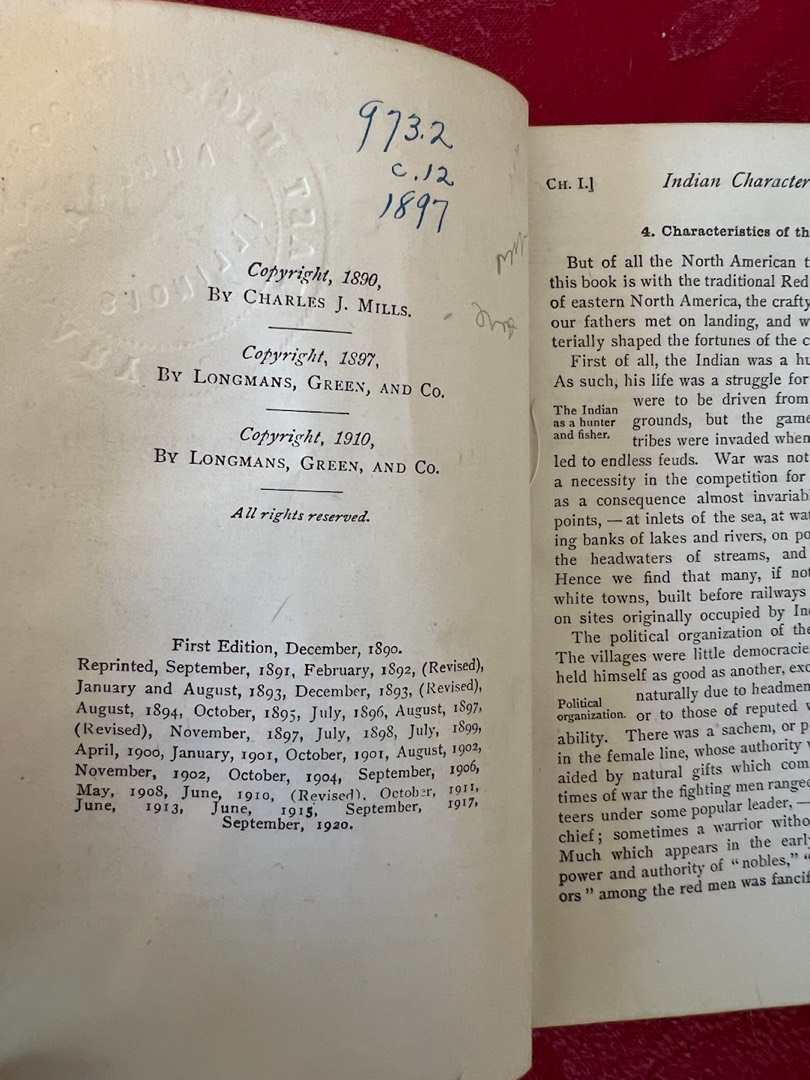 973.2
c.12
1897
Copyright, 1890,
BY CHARLES J. MILLS.
Copyright, 1897,
BY LONGMANS, GREEN, AND CO.
Copyright, 1910,
BY LONGMANS, GREEN, AND CO.
All rights reserved.
First Edition, December, 1890.
Reprinted, September, 1891, February, 1892, (Revised),
January and August, 1893, December, 1893, (Revised),
August, 1894, October, 1895, July, 1896, August, 1897,
(Revised), November, 1897, July, 1898, July, 1899,
April, 1900, January, 1901, October, 1901, August, 1902,
November, 1902, October, 1904, September, 1906,
May, 1908, June, 1910, (Revised), October, 1911,
June, 1913, June, 1915, September, 1917,
September, 1920.
CH. I.] Indian Character
4. Characteristics of th
But of all the North American t
this book is with the traditional Red
of eastern North America, the crafty
our fathers met on landing, and w
terially shaped the fortunes of the c
First of all, the Indian was a hu
As such, his life was a struggle for
were to be driven from
The Indian
as a hunter
and fisher.
grounds, but the game
tribes were invaded when
led to endless feuds. War was not
a necessity in the competition for
as a consequence almost invariab
points, — at inlets of the sea, at wat
ing banks of lakes and rivers, on po
the headwaters of streams, and
Hence we find that many, if not
white towns, built before railways
on sites originally occupied by In
The political organization of the
The villages were little democracie
held himself as good as another, exc
Political
organization.
naturally due to headmen
or to those of reputed w
ability. There was a sachem, or p
in the female line, whose authority w
aided by natural gifts which com
times of war the fighting men ranged
teers under some popular leader, —
chief; sometimes a warrior witho
Much which appears in the early
power and authority of "nobles," "
ors" among the red men was fancif